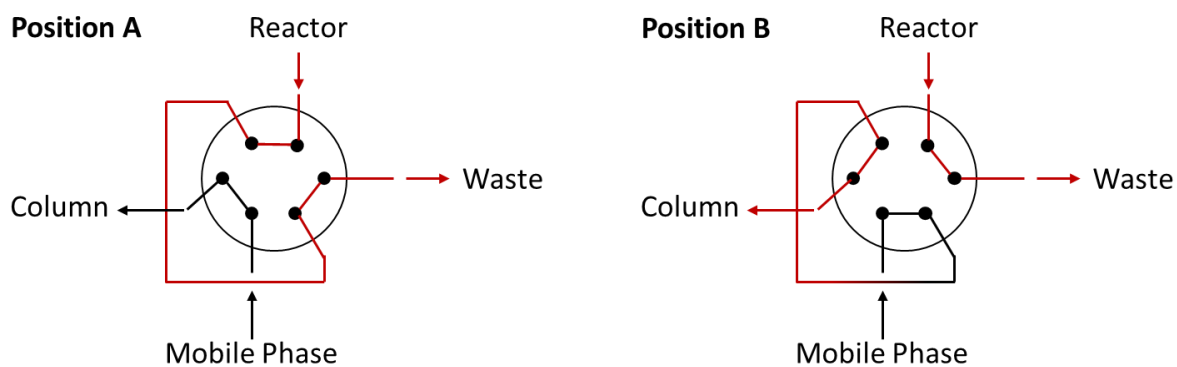 Position A
Reactor
Column
Waste
Mobile Phase
Position B
Reactor
Column
Waste
Mobile Phase